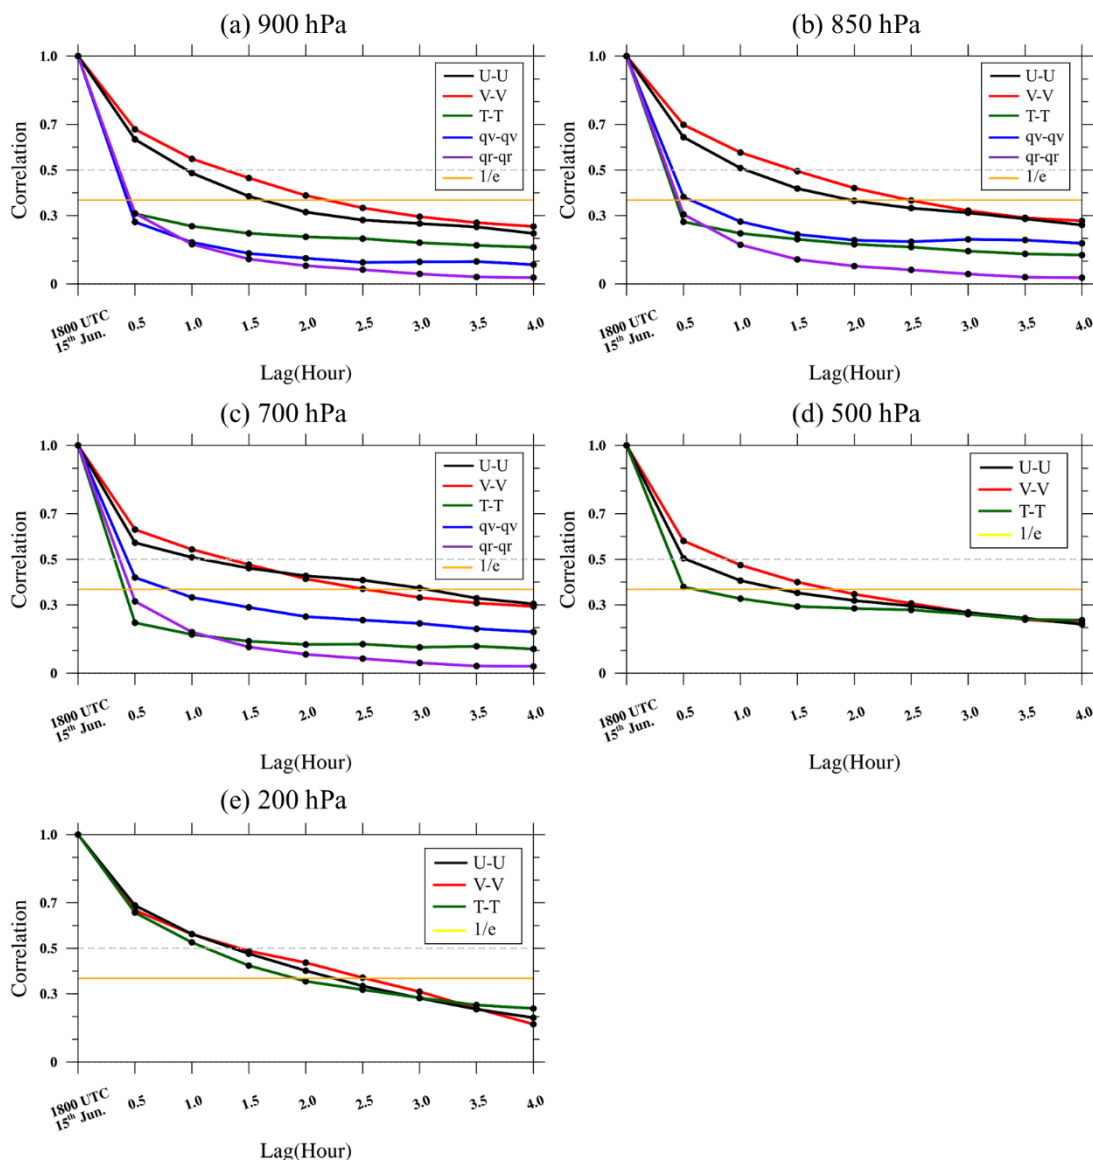 (a) 900 hPa
1.0
0.7
0.5
0.3
0
Correlation
U-U
V-V
T-T
qv-qv
qr-qr
1/e
1800 UTC
15th Jun.
0.5
1.0
1.5
2.0
2.5
3.0
3.5
4.0
Lag(Hour)
(b) 850 hPa
1.0
0.7
0.5
0.3
0
Correlation
U-U
V-V
T-T
qv-qv
qr-qr
1/e
1800 UTC
15th Jun.
0.5
1.0
1.5
2.0
2.5
3.0
3.5
4.0
Lag(Hour)
(c) 700 hPa
1.0
0.7
0.5
0.3
0
Correlation
U-U
V-V
T-T
qv-qv
qr-qr
1/e
1800 UTC
15th Jun.
0.5
1.0
1.5
2.0
2.5
3.0
3.5
4.0
Lag(Hour)
(d) 500 hPa
1.0
0.7
0.5
0.3
0
Correlation
U-U
V-V
T-T
1/e
1800 UTC
15th Jun.
0.5
1.0
1.5
2.0
2.5
3.0
3.5
4.0
Lag(Hour)
(e) 200 hPa
1.0
0.7
0.5
0.3
0
Correlation
U-U
V-V
T-T
1/e
1800 UTC
15th Jun.
0.5
1.0
1.5
2.0
2.5
3.0
3.5
4.0
Lag(Hour)